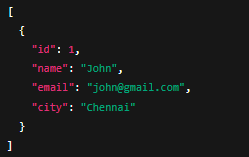 [
  {
    "id": 1,
    "name": "John",
    "email": "john@gmail.com",
    "city": "Chennai"
  }
]